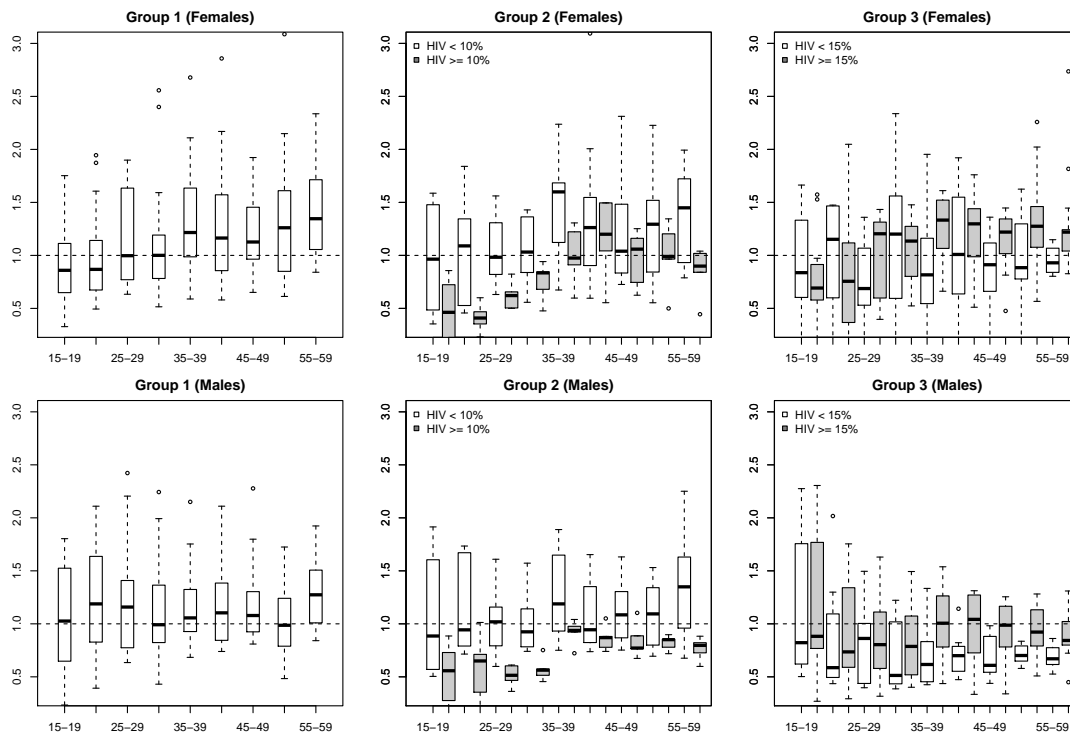 Group 1 (Females)
0.5 1.0 1.5 2.0 2.5 3.0
15–19 25–29 35–39 45–49 55–59
Group 2 (Females)
HIV < 10%
HIV >= 10%
0.5 1.0 1.5 2.0 2.5 3.0
15–19 25–29 35–39 45–49 55–59
Group 3 (Females)
HIV < 15%
HIV >= 15%
0.5 1.0 1.5 2.0 2.5 3.0
15–19 25–29 35–39 45–49 55–59
Group 1 (Males)
0.5 1.0 1.5 2.0 2.5 3.0
15–19 25–29 35–39 45–49 55–59
Group 2 (Males)
HIV < 10%
HIV >= 10%
0.5 1.0 1.5 2.0 2.5 3.0
15–19 25–29 35–39 45–49 55–59
Group 3 (Males)
HIV < 15%
HIV >= 15%
0.5 1.0 1.5 2.0 2.5 3.0
15–19 25–29 35–39 45–49 55–59